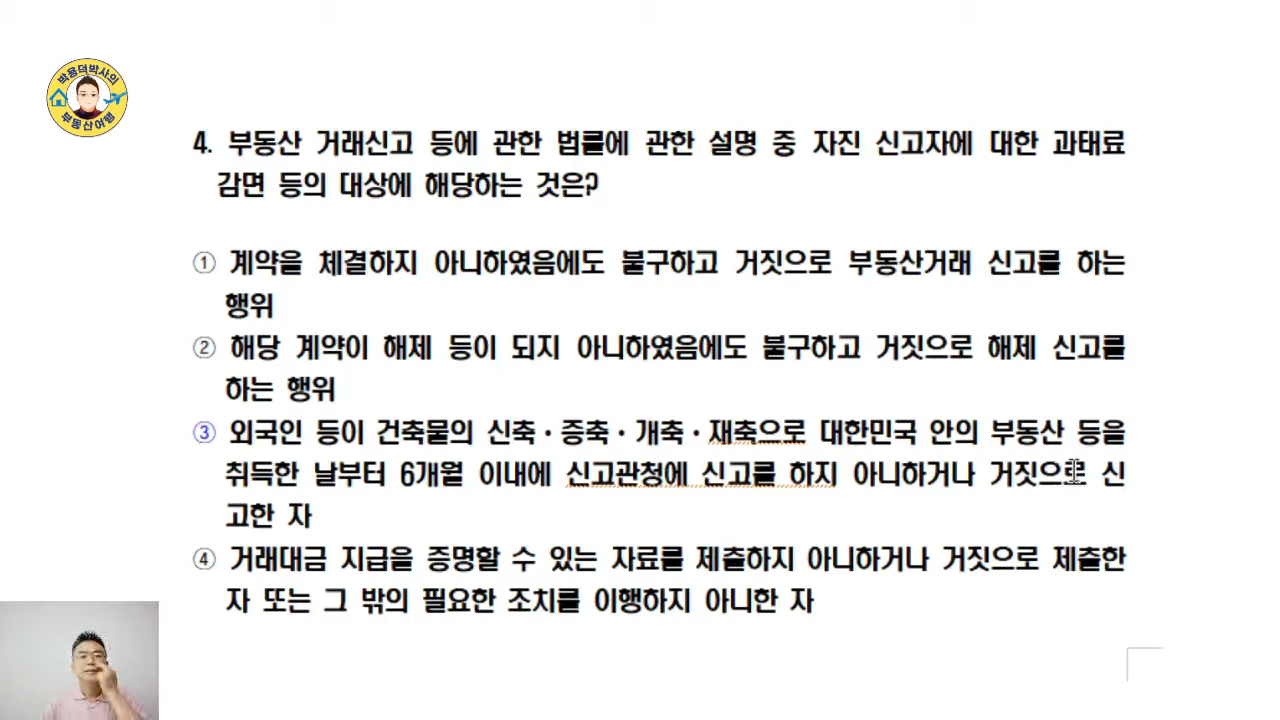 박용덕박사의
부동산여행
4. 부동산 거래신고 등에 관한 법률에 관한 설명 중 자진 신고자에 대한 과태료
감면 등의 대상에 해당하는 것은?
① 계약을 체결하지 아니하였음에도 불구하고 거짓으로 부동산거래 신고를 하는
행위
② 해당 계약이 해제 등이 되지 아니하였음에도 불구하고 거짓으로 해제 신고를
하는 행위
③ 외국인 등이 건축물의 신축·증축·개축·재축으로 대한민국 안의 부동산 등을
취득한 날부터 6개월 이내에 신고관청에 신고를 하지 아니하거나 거짓으로 신
고한 자
④ 거래대금 지급을 증명할 수 있는 자료를 제출하지 아니하거나 거짓으로 제출한
자 또는 그 밖의 필요한 조치를 이행하지 아니한 자